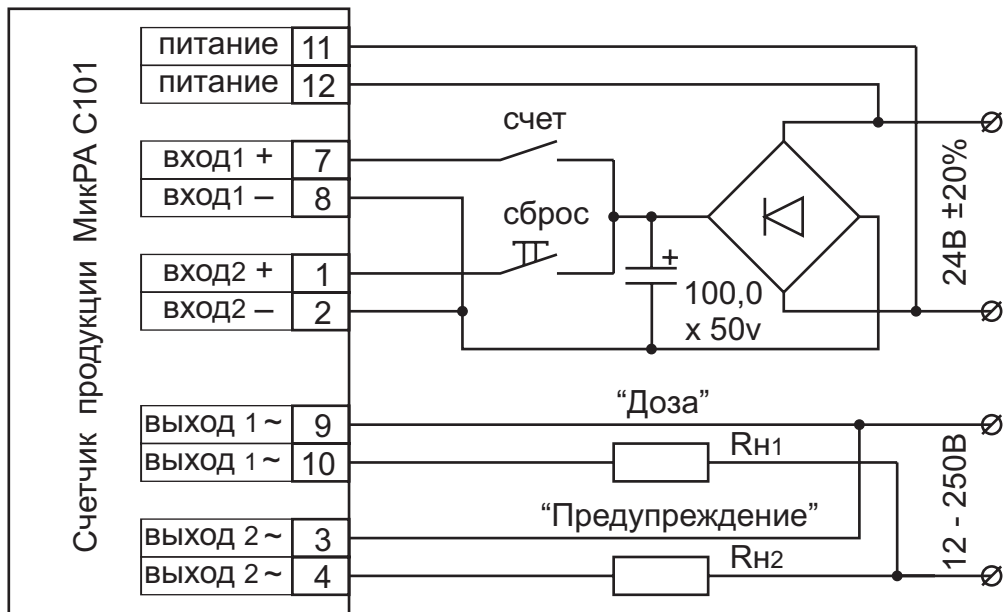 Счетчик продукции МикРА С101
питание 11
питание 12
вход1 + 7
вход1 – 8
вход2 + 1
вход2 – 2
выход 1 ~ 9
выход 1 ~ 10
выход 2 ~ 3
выход 2 ~ 4
счет
сброс
+
100,0
x 50v
24В ±20%
“Доза”
Rн1
“Предупреждение”
Rн2
12 - 250В